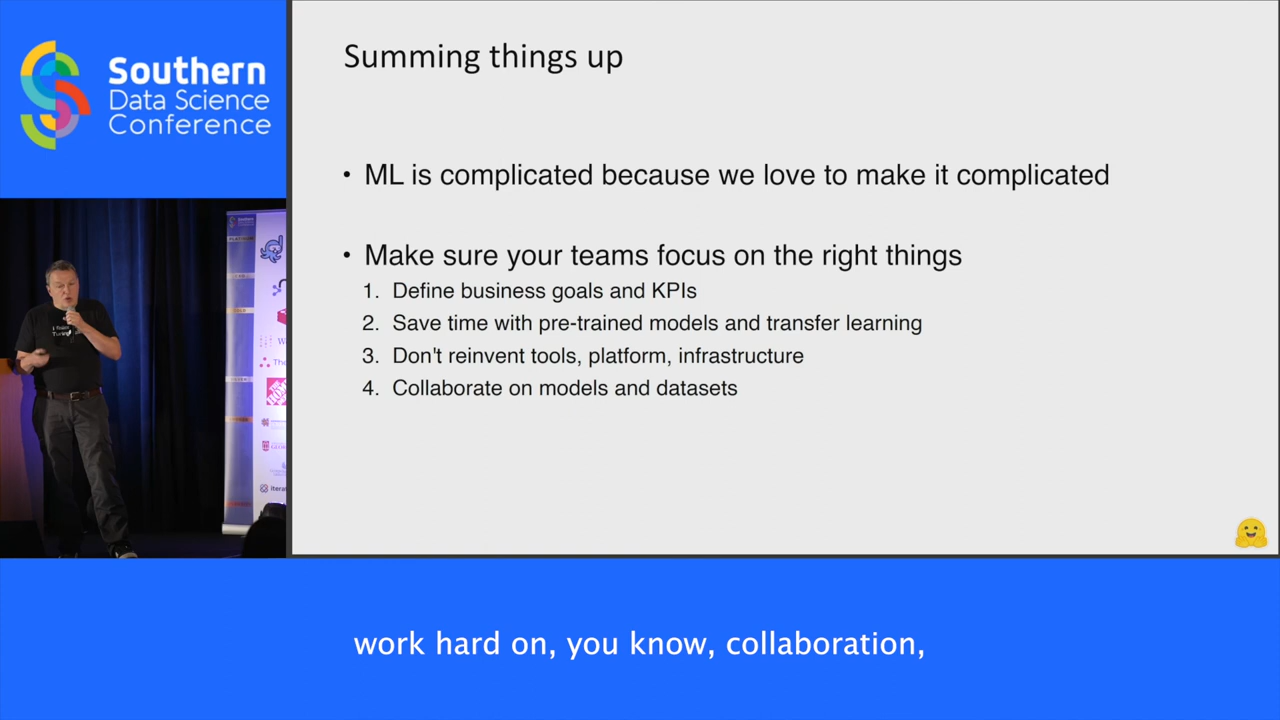 Southern
Data Science
Conference
Summing things up
• ML is complicated because we love to make it complicated
• Make sure your teams focus on the right things
1. Define business goals and KPIs
2. Save time with pre-trained models and transfer learning
3. Don't reinvent tools, platform, infrastructure
4. Collaborate on models and datasets
work hard on, you know, collaboration,